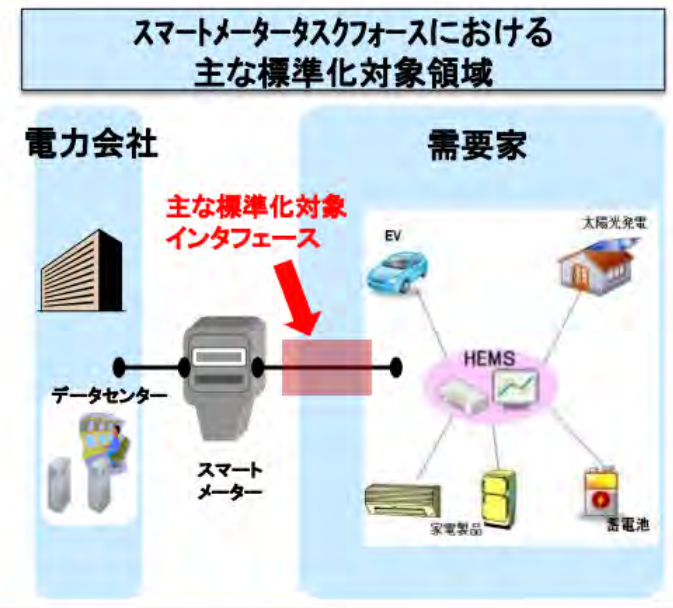 スマートメータータスクフォースにおける
主な標準化対象領域
電力会社
需要家
主な標準化対象
インタフェース
EV
太陽光発電
HEMS
データセンター
スマート
メーター
家電製品
蓄電池